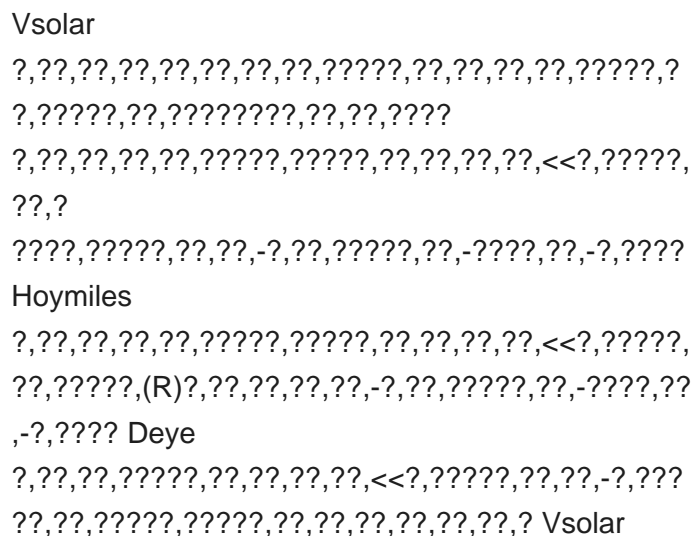 Vsolar
?,??,??,??,??,??,??,??,?????,??,??,??,??,?????,?
?,?????,??,????????,??,??,????
?,??,??,??,??,?????,?????,??,??,??,??,<<?,?????,
??,?
????,?????,??,??,-?,??,?????,??,-????,??,-?,????
Hoymiles
?,??,??,??,??,?????,?????,??,??,??,??,<<?,?????,
??,?????,(R)?,??,??,??,??,-?,??,?????,??,-????,??
,-?,???? Deye
?,??,??,?????,??,??,??,??,<<?,?????,??,??,-?,???
??,??,?????,?????,??,??,??,??,??,??,? Vsolar